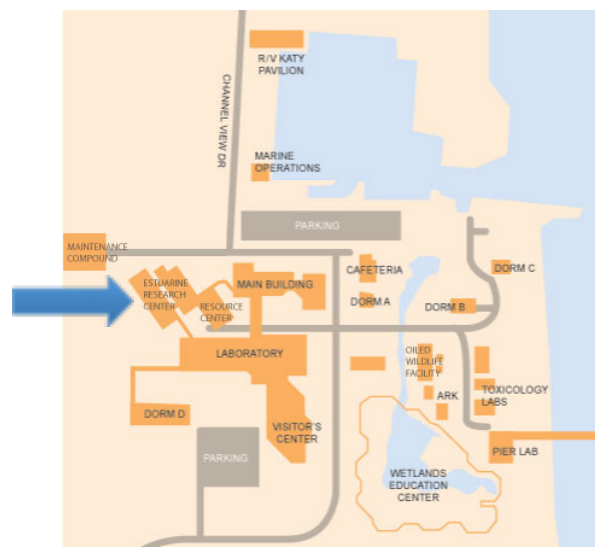 R/V KATY
PAVILION
CHANNEL VIEW DR
MARINE
OPERATIONS
PARKING
MAINTENANCE
COMPOUND
ESTUARINE
RESEARCH
CENTER
RESOURCE
CENTER
MAIN BUILDING
CAFETERIA
DORM A
DORM C
DORM B
LABORATORY
OILED
WILDLIFE
FACILITY
ARK
TOXICOLOGY
LABS
DORM D
VISITOR'S
CENTER
PARKING
PIER LAB
WETLANDS
EDUCATION
CENTER